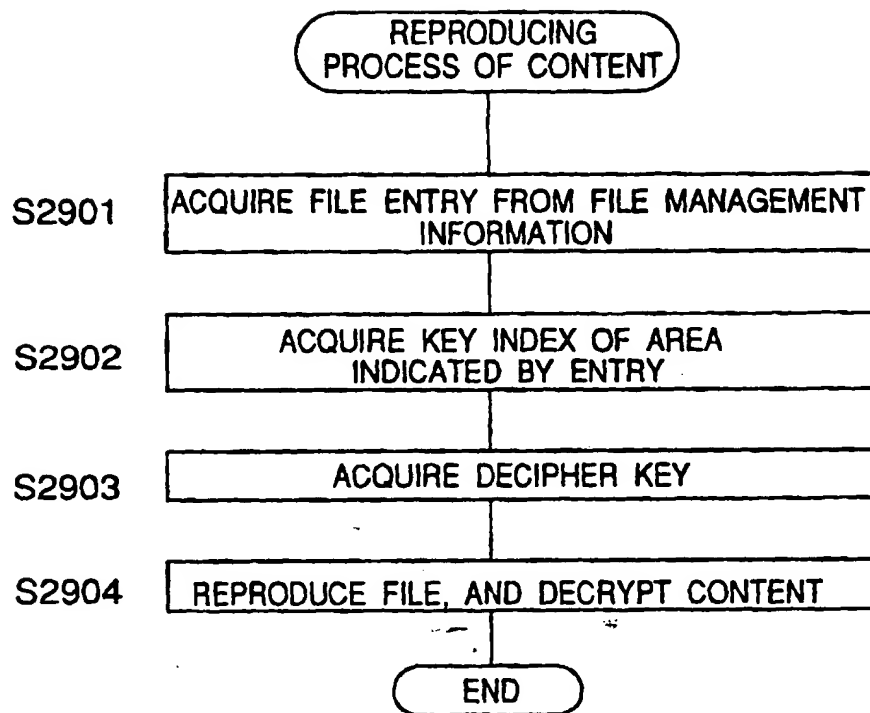 REPRODUCING
PROCESS OF CONTENT
S2901
ACQUIRE FILE ENTRY FROM FILE MANAGEMENT
INFORMATION
S2902
ACQUIRE KEY INDEX OF AREA
INDICATED BY ENTRY
S2903
ACQUIRE DECIPHER KEY
S2904
REPRODUCE FILE, AND DECRYPT CONTENT
END